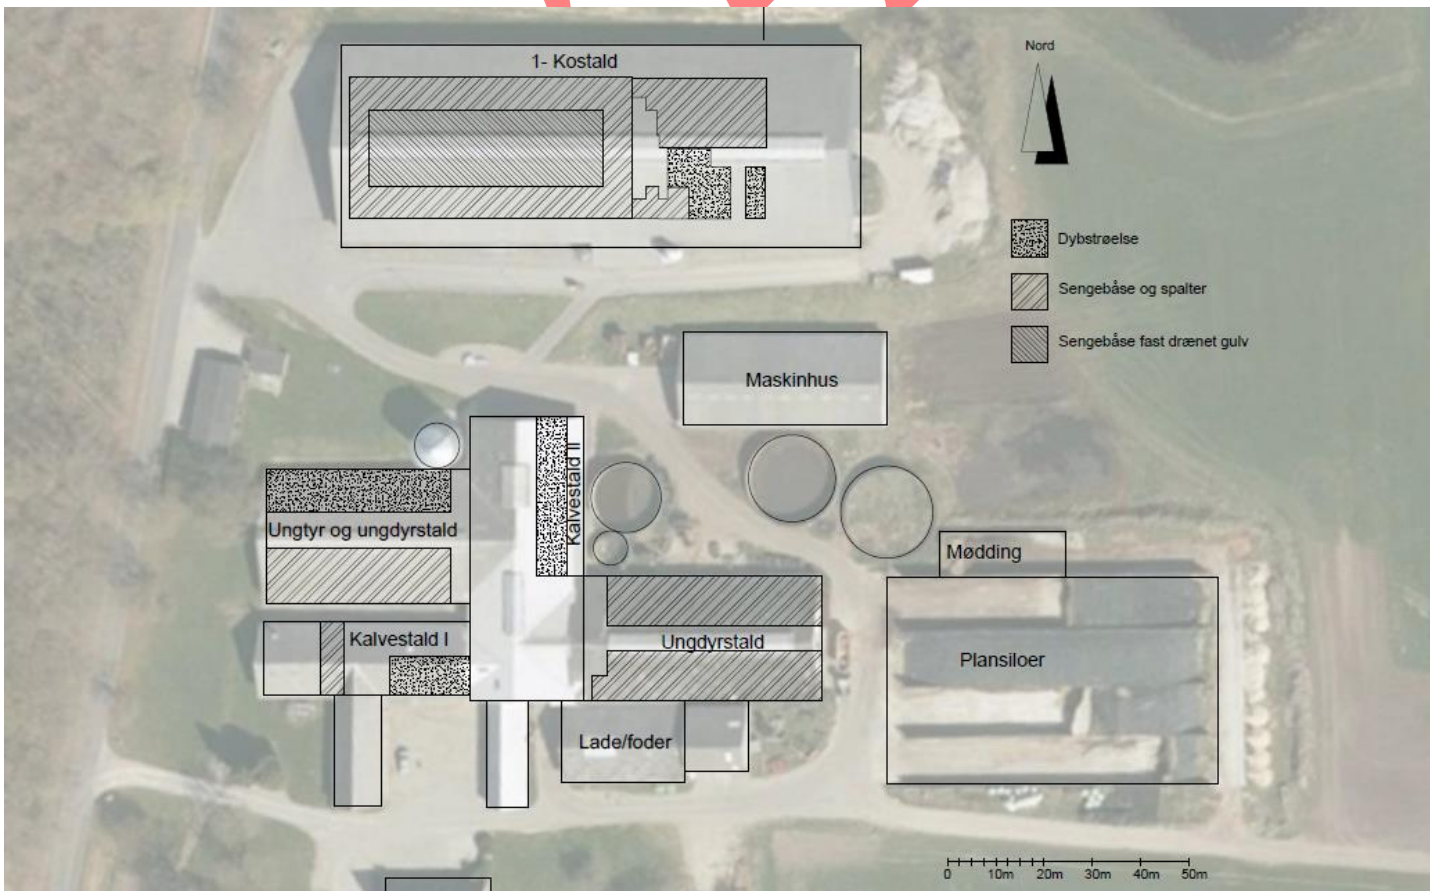 1- Kostald
Nord
Dybstrøelse
Sengebåse og spalter
Sengebåse fast drænet gulv
Maskinhus
Kalvestald II
Ungtyr og ungdyrstald
Mødding
Kalvestald I
Ungdyrstald
Plansiloer
Lade/foder
0 10m 20m 30m 40m 50m